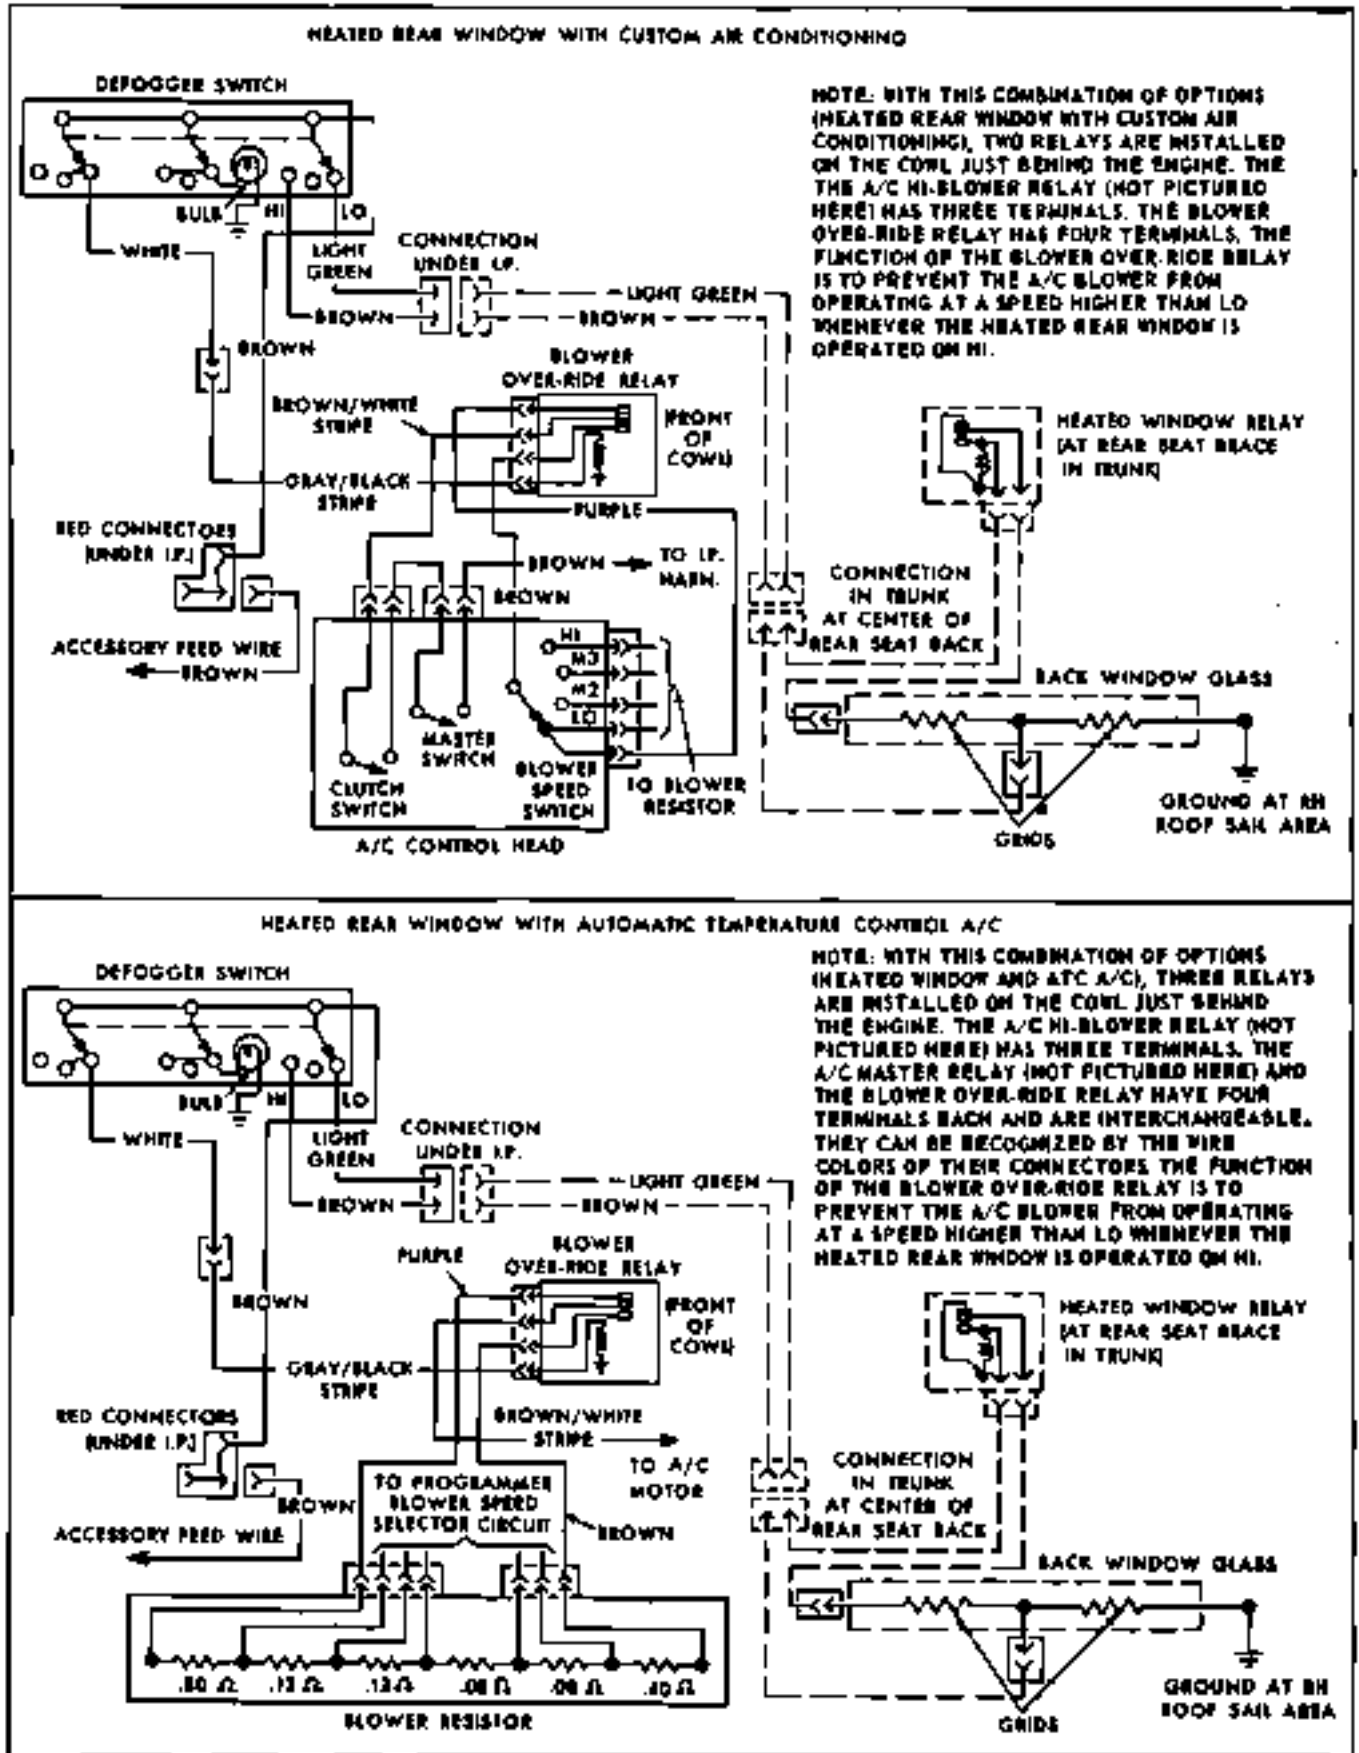 HEATED REAR WINDOW WITH CUSTOM AIR CONDITIONING
DEFOGGER SWITCH
BULB
HI
LO
WHITE
LIGHT
GREEN
BROWN
CONNECTION
UNDER I.P.
LIGHT GREEN
BROWN
BROWN
BLOWER
OVER-RIDE RELAY
BROWN/WHITE
STRIPE
(FRONT
OF
COWL)
GRAY/BLACK
STRIPE
PURPLE
RED CONNECTORS
(UNDER I.P.)
BROWN
TO I.P.
HARN.
BROWN
ACCESSORY FEED WIRE
BROWN
HI
M3
M2
LO
MASTER
SWITCH
CLUTCH
SWITCH
BLOWER
SPEED
SWITCH
TO BLOWER
RESISTOR
A/C CONTROL HEAD
NOTE: WITH THIS COMBINATION OF OPTIONS
(HEATED REAR WINDOW WITH CUSTOM AIR
CONDITIONING), TWO RELAYS ARE INSTALLED
ON THE COWL JUST BEHIND THE ENGINE. THE
THE A/C HI-BLOWER RELAY (NOT PICTURED
HERE) HAS THREE TERMINALS. THE BLOWER
OVER-RIDE RELAY HAS FOUR TERMINALS. THE
FUNCTION OF THE BLOWER OVER-RIDE RELAY
IS TO PREVENT THE A/C BLOWER FROM
OPERATING AT A SPEED HIGHER THAN LO
WHENEVER THE HEATED REAR WINDOW IS
OPERATED ON HI.
HEATED WINDOW RELAY
(AT REAR SEAT BRACE
IN TRUNK)
CONNECTION
IN TRUNK
AT CENTER OF
REAR SEAT BACK
BACK WINDOW GLASS
GRIDS
GROUND AT RH
ROOF SAIL AREA
HEATED REAR WINDOW WITH AUTOMATIC TEMPERATURE CONTROL A/C
DEFOGGER SWITCH
BULB
HI
LO
WHITE
LIGHT
GREEN
BROWN
CONNECTION
UNDER I.P.
LIGHT GREEN
BROWN
PURPLE
BLOWER
OVER-RIDE RELAY
BROWN
(FRONT
OF
COWL)
GRAY/BLACK
STRIPE
BROWN/WHITE
STRIPE
TO A/C
MOTOR
RED CONNECTORS
(UNDER I.P.)
BROWN
ACCESSORY FEED WIRE
TO PROGRAMMER
BLOWER SPEED
SELECTOR CIRCUIT
BROWN
.13 Ω
BLOWER RESISTOR
NOTE: WITH THIS COMBINATION OF OPTIONS
(HEATED WINDOW AND ATC A/C), THREE RELAYS
ARE INSTALLED ON THE COWL JUST BEHIND
THE ENGINE. THE A/C HI-BLOWER RELAY (NOT
PICTURED HERE) HAS THREE TERMINALS. THE
A/C MASTER RELAY (NOT PICTURED HERE) AND
THE BLOWER OVER-RIDE RELAY HAVE FOUR
TERMINALS EACH AND ARE INTERCHANGEABLE.
THEY CAN BE RECOGNIZED BY THE WIRE
COLORS OF THEIR CONNECTORS. THE FUNCTION
OF THE BLOWER OVER-RIDE RELAY IS TO
PREVENT THE A/C BLOWER FROM OPERATING
AT A SPEED HIGHER THAN LO WHENEVER THE
HEATED REAR WINDOW IS OPERATED ON HI.
HEATED WINDOW RELAY
(AT REAR SEAT BRACE
IN TRUNK)
CONNECTION
IN TRUNK
AT CENTER OF
REAR SEAT BACK
BACK WINDOW GLASS
GRIDS
GROUND AT RH
ROOF SAIL AREA